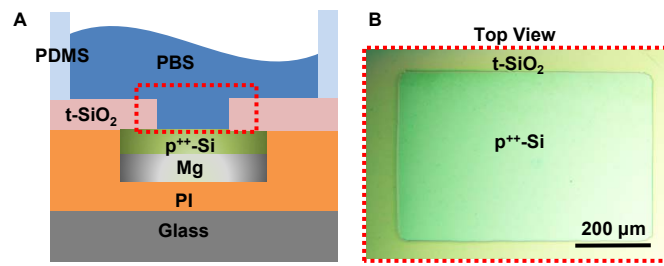 A
PDMS
PBS
t-SiO₂
p⁺⁺-Si
Mg
PI
Glass
B
Top View
t-SiO₂
p⁺⁺-Si
200 µm